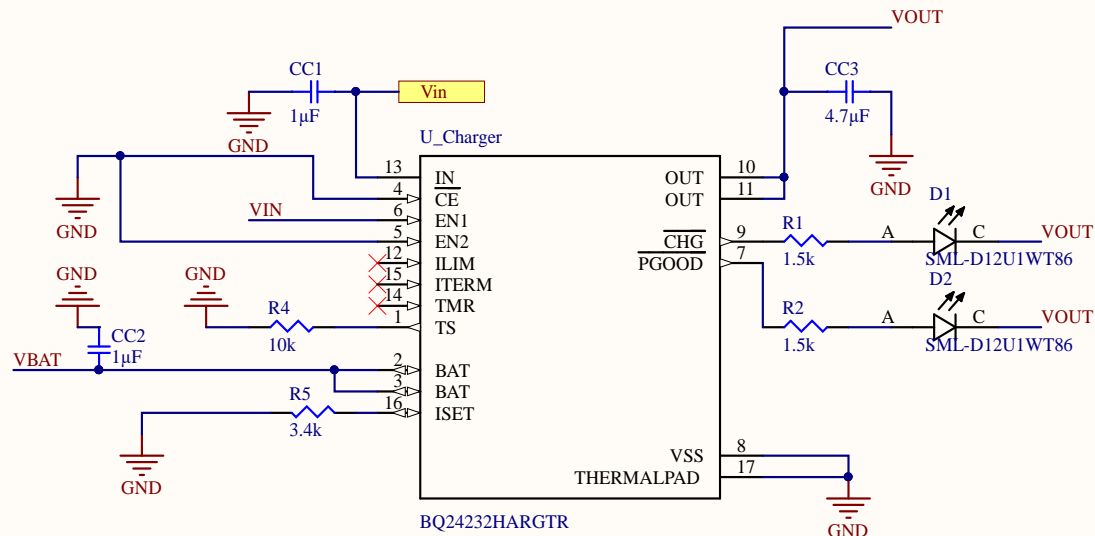 VOUT
CC1
1µF
GND
Vin
CC3
4.7µF
GND
U_Charger
13
IN
4
CE
VIN
6
EN1
5
EN2
12
ILIM
15
ITERM
14
TMR
1
TS
2
BAT
3
BAT
16
ISET
10
OUT
11
OUT
9
CHG
7
PGOOD
8
VSS
17
THERMALPAD
GND
GND
GND
R4
10k
CC2
1µF
VBAT
R5
3.4k
GND
R1
1.5k
A
D1
C
VOUT
SML-D12U1WT86
R2
1.5k
A
D2
C
VOUT
SML-D12U1WT86
GND
BQ24232HARGTR